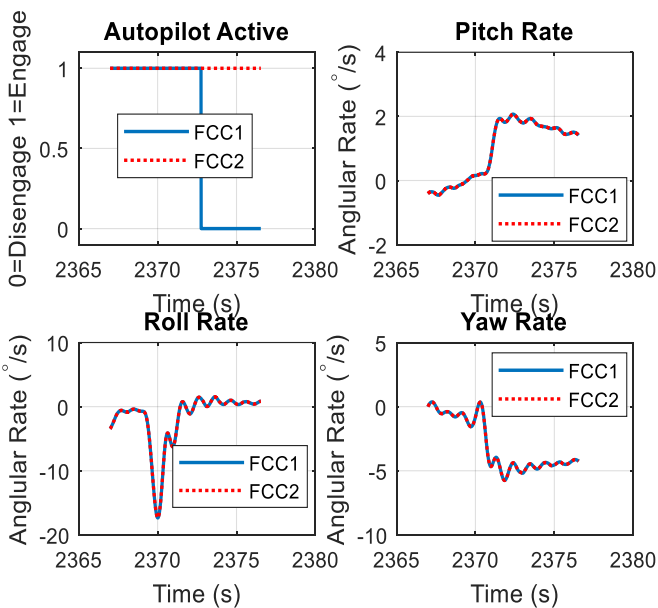 Autopilot Active
0=Disengage 1=Engage
1
0.5
0
FCC1
FCC2
2365 2370 2375 2380
Time (s)
Pitch Rate
Anglular Rate (°/s)
4
2
0
-2
FCC1
FCC2
2365 2370 2375 2380
Time (s)
Roll Rate
Anglular Rate (°/s)
10
0
-10
-20
FCC1
FCC2
2365 2370 2375 2380
Time (s)
Yaw Rate
Anglular Rate (°/s)
5
0
-5
-10
FCC1
FCC2
2365 2370 2375 2380
Time (s)